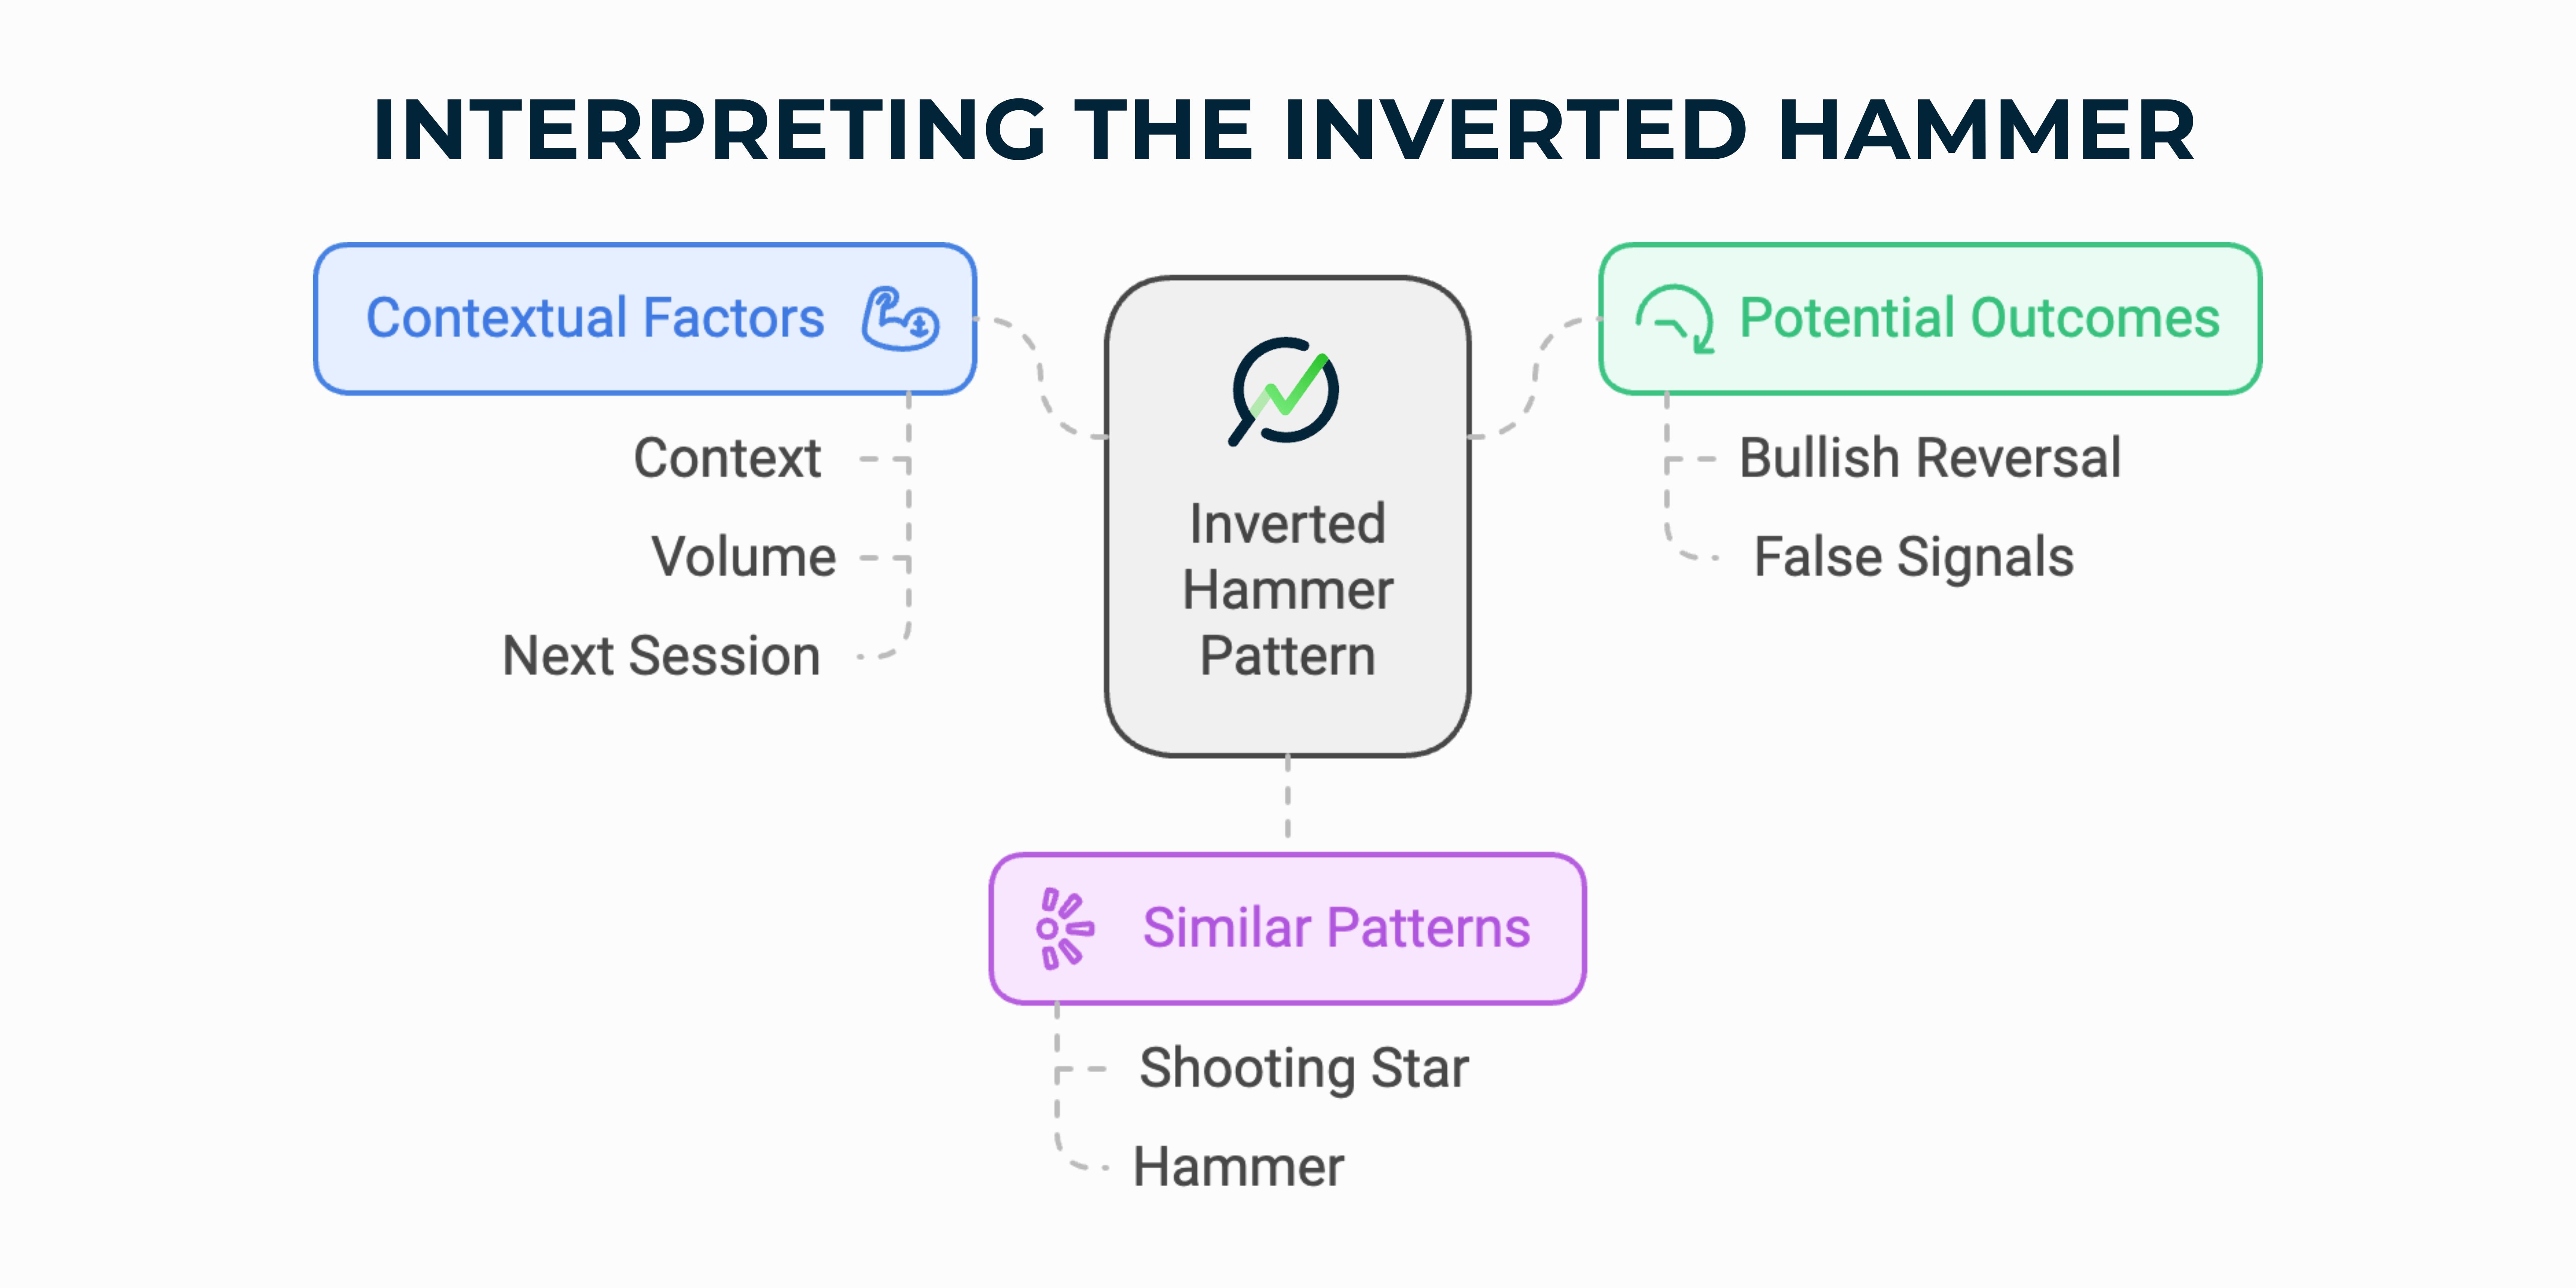 INTERPRETING THE INVERTED HAMMER
Contextual Factors
Context
Volume
Next Session
Inverted
Hammer
Pattern
Potential Outcomes
Bullish Reversal
False Signals
Similar Patterns
Shooting Star
Hammer